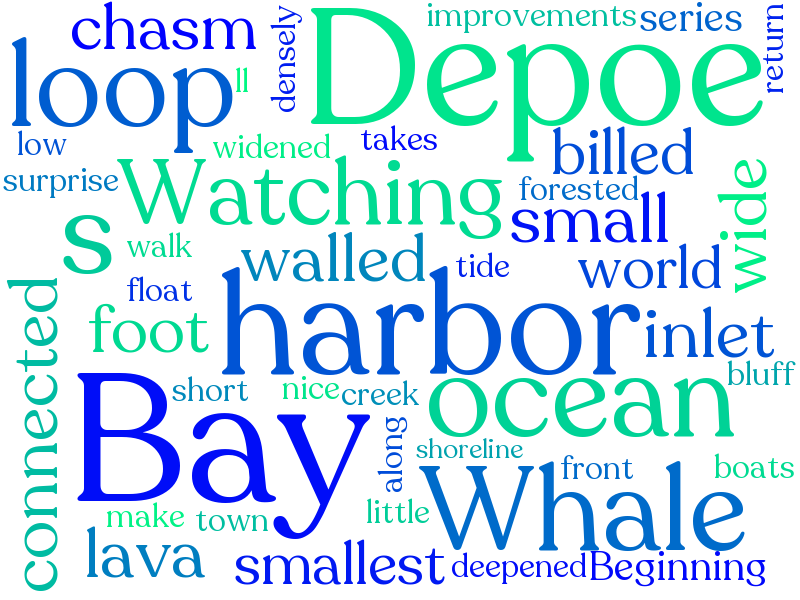 chasm
improvements
series
return
densely
Depoe
loop
ll
low
widened
takes
billed
surprise
Watching
forested
wide
s
small
walk
walled
tide
world
float
connected
foot
harbor
inlet
bluff
short
nice
creek
ocean
Bay
along
shoreline
front
boats
Whale
make
town
little
lava
smallest
deepened
Beginning